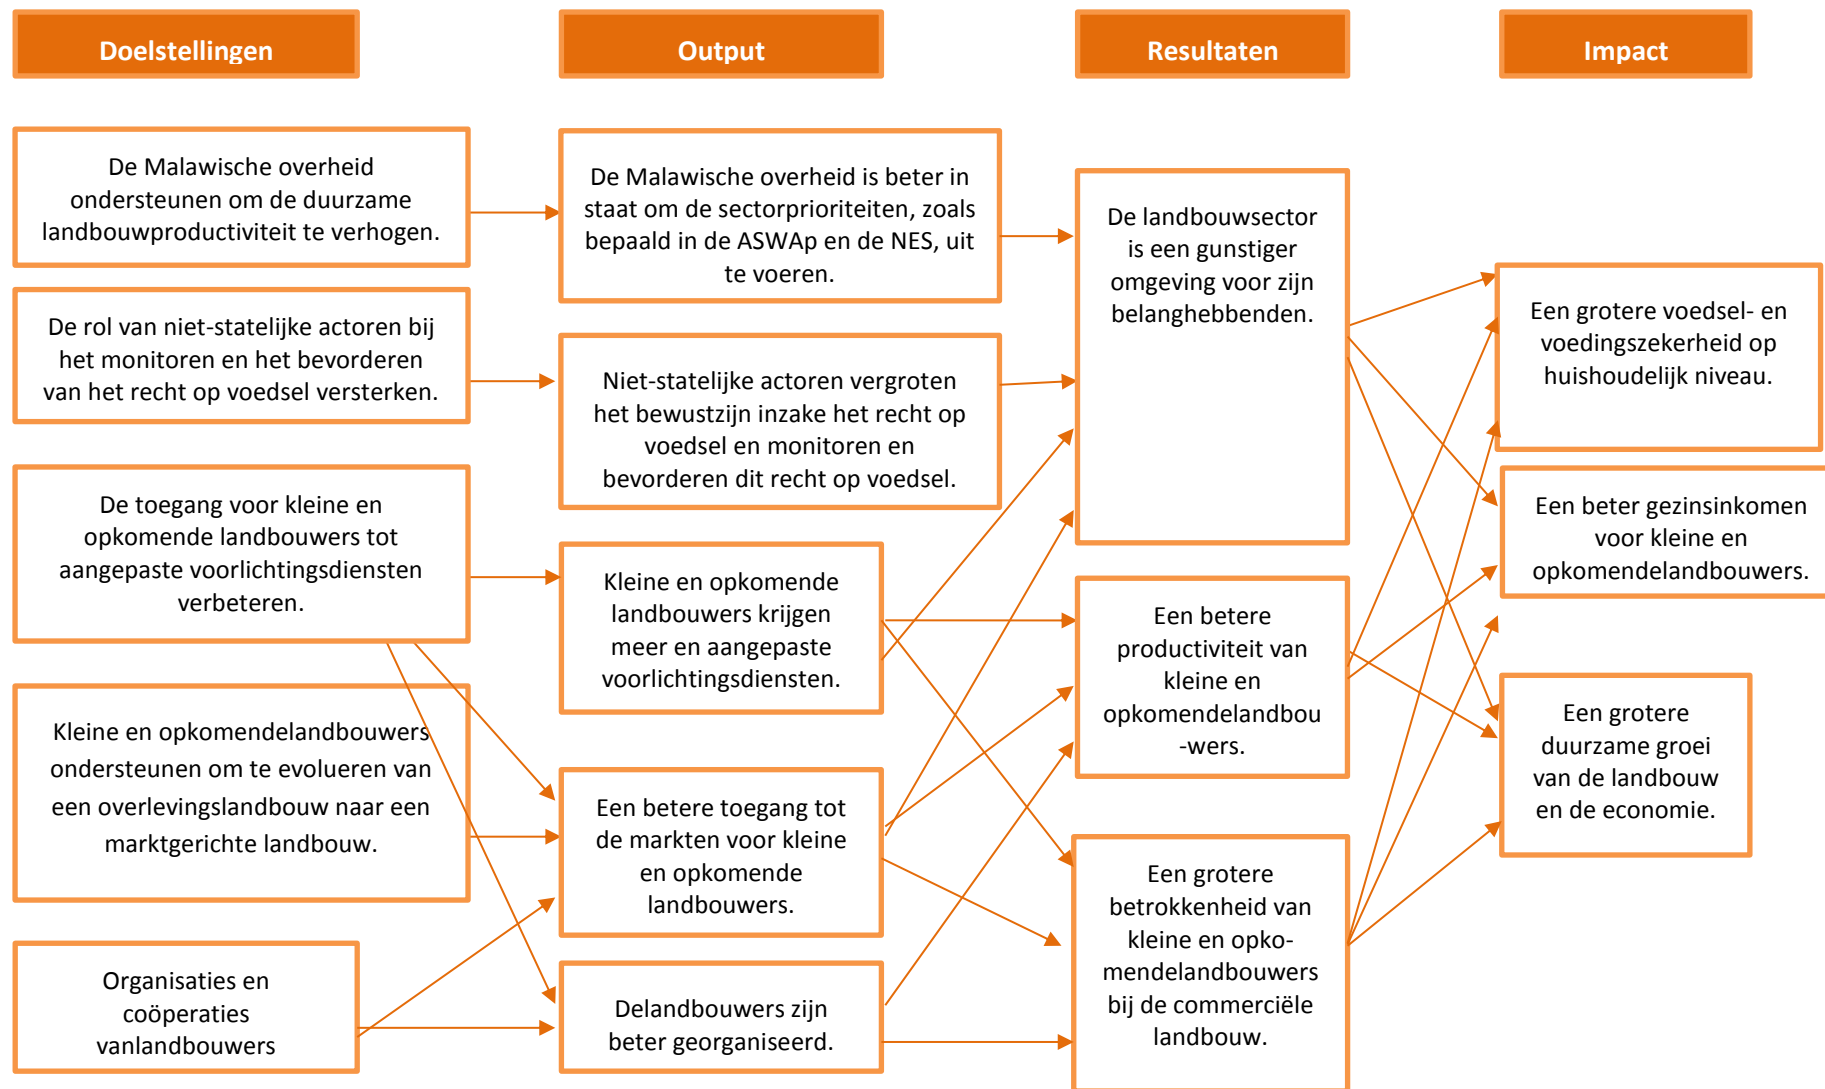 Doelstellingen
Output
Resultaten
Impact
De Malawische overheid
ondersteunen om de duurzame
landbouwproductiviteit te verhogen.
De rol van niet-statelijke actoren bij
het monitoren en het bevorderen
van het recht op voedsel versterken.
De toegang voor kleine en
opkomende landbouwers tot
aangepaste voorlichtingsdiensten
verbeteren.
Kleine en opkomendelandbouwers
ondersteunen om te evolueren van
een overlevingslandbouw naar een
marktgerichte landbouw.
Organisaties en
coöperaties
vanlandbouwers
De Malawische overheid is beter in
staat om de sectorprioriteiten, zoals
bepaald in de ASWAp en de NES, uit
te voeren.
Niet-statelijke actoren vergroten
het bewustzijn inzake het recht op
voedsel en monitoren en
bevorderen dit recht op voedsel.
Kleine en opkomende
landbouwers krijgen
meer en aangepaste
voorlichtingsdiensten.
Een betere toegang tot
de markten voor kleine
en opkomende
landbouwers.
Delandbouwers zijn
beter georganiseerd.
De landbouwsector
is een gunstiger
omgeving voor zijn
belanghebbenden.
Een betere
productiviteit van
kleine en
opkomendelandbou
-wers.
Een grotere
betrokkenheid van
kleine en opko-
mendelandbouwers
bij de commerciële
landbouw.
Een grotere voedsel- en
voedingszekerheid op
huishoudelijk niveau.
Een beter gezinsinkomen
voor kleine en
opkomendelandbouwers.
Een grotere
duurzame groei
van de landbouw
en de economie.